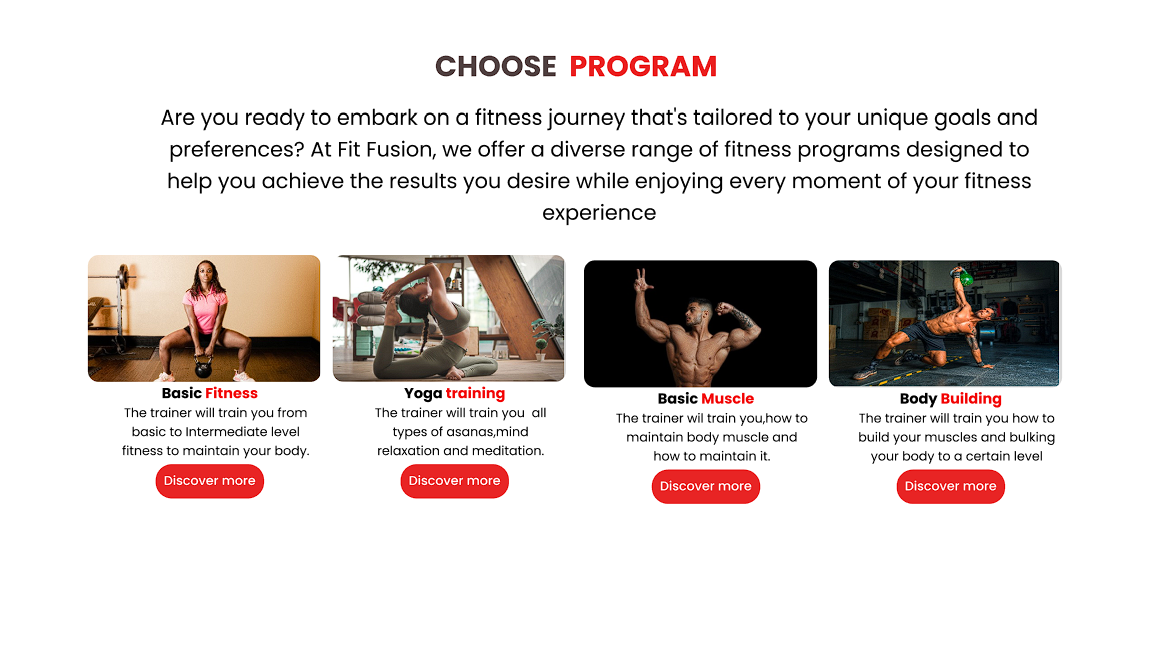 CHOOSE PROGRAM
Are you ready to embark on a fitness journey that's tailored to your unique goals and
preferences? At Fit Fusion, we offer a diverse range of fitness programs designed to
help you achieve the results you desire while enjoying every moment of your fitness
experience
Basic Fitness
The trainer will train you from
basic to Intermediate level
fitness to maintain your body.
Discover more
Yoga training
The trainer will train you all
types of asanas,mind
relaxation and meditation.
Discover more
Basic Muscle
The trainer wil train you,how to
maintain body muscle and
how to maintain it.
Discover more
Body Building
The trainer will train you how to
build your muscles and bulking
your body to a certain level
Discover more